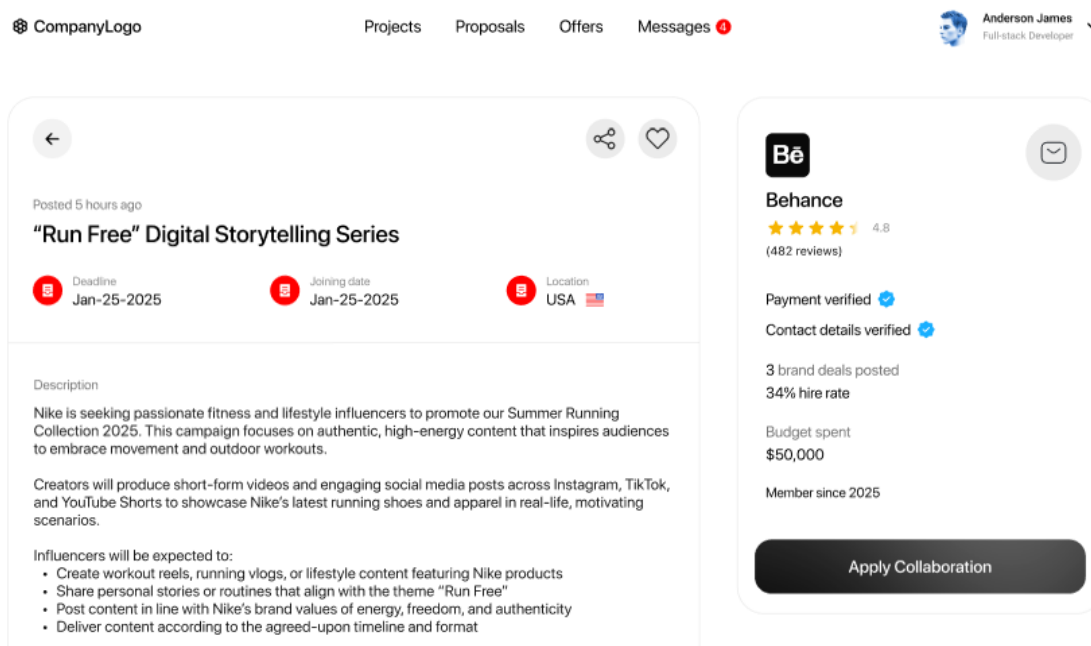 CompanyLogo
Projects
Proposals
Offers
Messages 4
Anderson James
Full-stack Developer
Posted 5 hours ago
“Run Free” Digital Storytelling Series
Deadline
Jan-25-2025
Joining date
Jan-25-2025
Location
USA
Description
Nike is seeking passionate fitness and lifestyle influencers to promote our Summer Running
Collection 2025. This campaign focuses on authentic, high-energy content that inspires audiences
to embrace movement and outdoor workouts.
Creators will produce short-form videos and engaging social media posts across Instagram, TikTok,
and YouTube Shorts to showcase Nike’s latest running shoes and apparel in real-life, motivating
scenarios.
Influencers will be expected to:
• Create workout reels, running vlogs, or lifestyle content featuring Nike products
• Share personal stories or routines that align with the theme “Run Free”
• Post content in line with Nike’s brand values of energy, freedom, and authenticity
• Deliver content according to the agreed-upon timeline and format
Bē
Behance
4.8
(482 reviews)
Payment verified
Contact details verified
3 brand deals posted
34% hire rate
Budget spent
$50,000
Member since 2025
Apply Collaboration